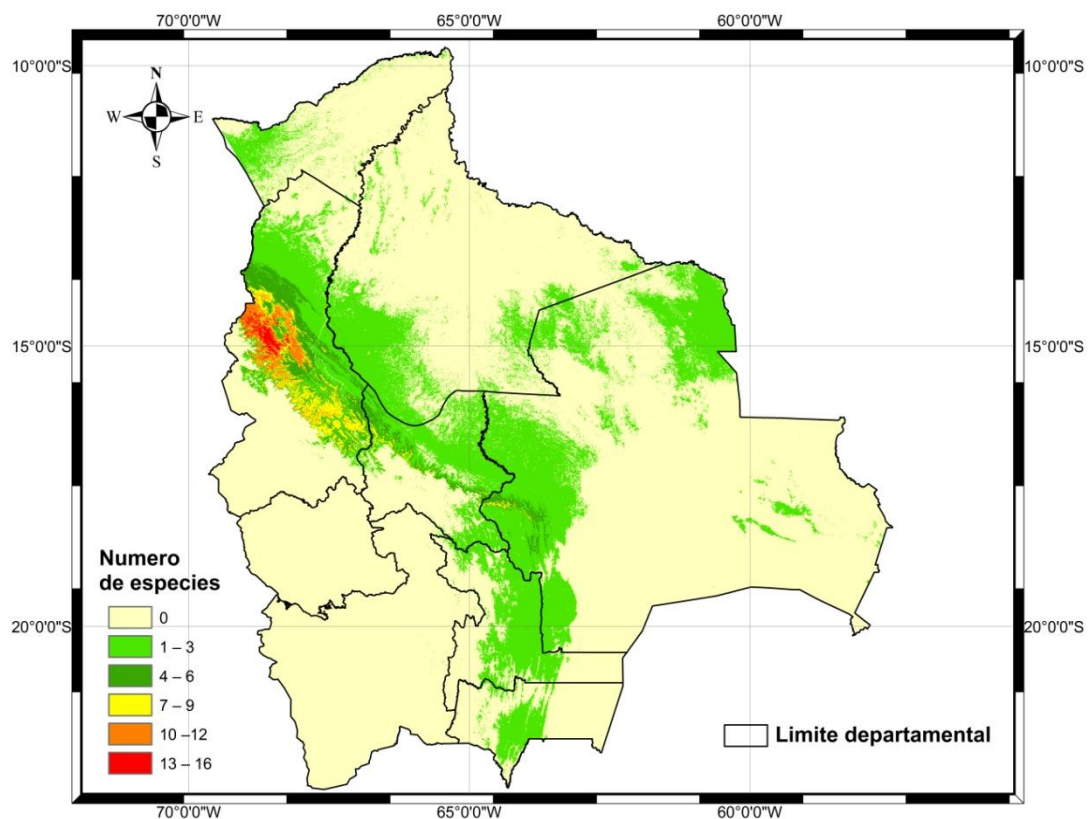 70°0'0"W 65°0'0"W 60°0'0"W
10°0'0"S 10°0'0"S
N
W E
S
15°0'0"S 15°0'0"S
Numero
de especies
0
1 – 3
20°0'0"S 20°0'0"S
4 – 6
7 – 9
10 –12
13 – 16
Limite departamental
70°0'0"W 65°0'0"W 60°0'0"W